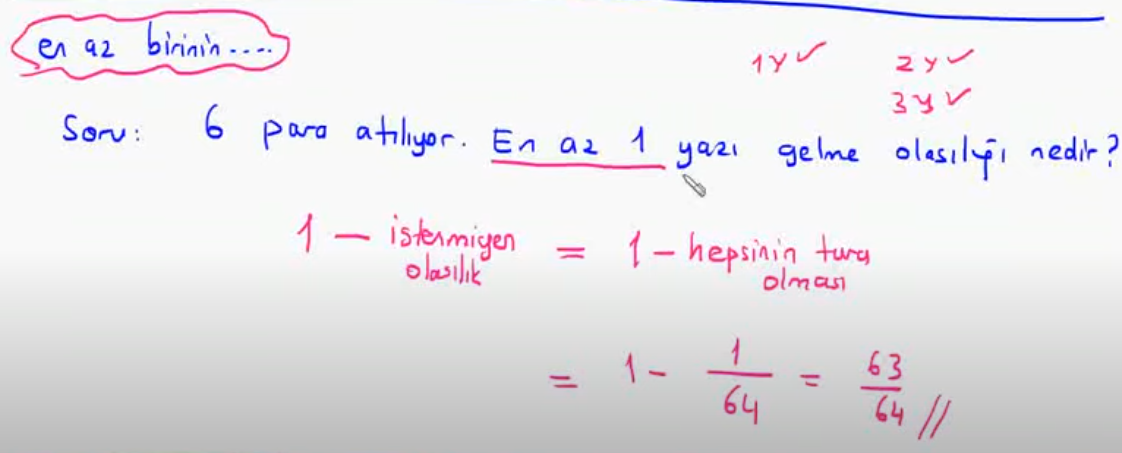 en az birinin....
1Y ✓ 2Y ✓
3Y ✓
Soru: 6 para atılıyor. En az 1 yazı gelme olasılığı nedir?
1 - istenmiyen olasılık = 1 - hepsinin tura olması
= 1 - 1/64 = 63/64 //